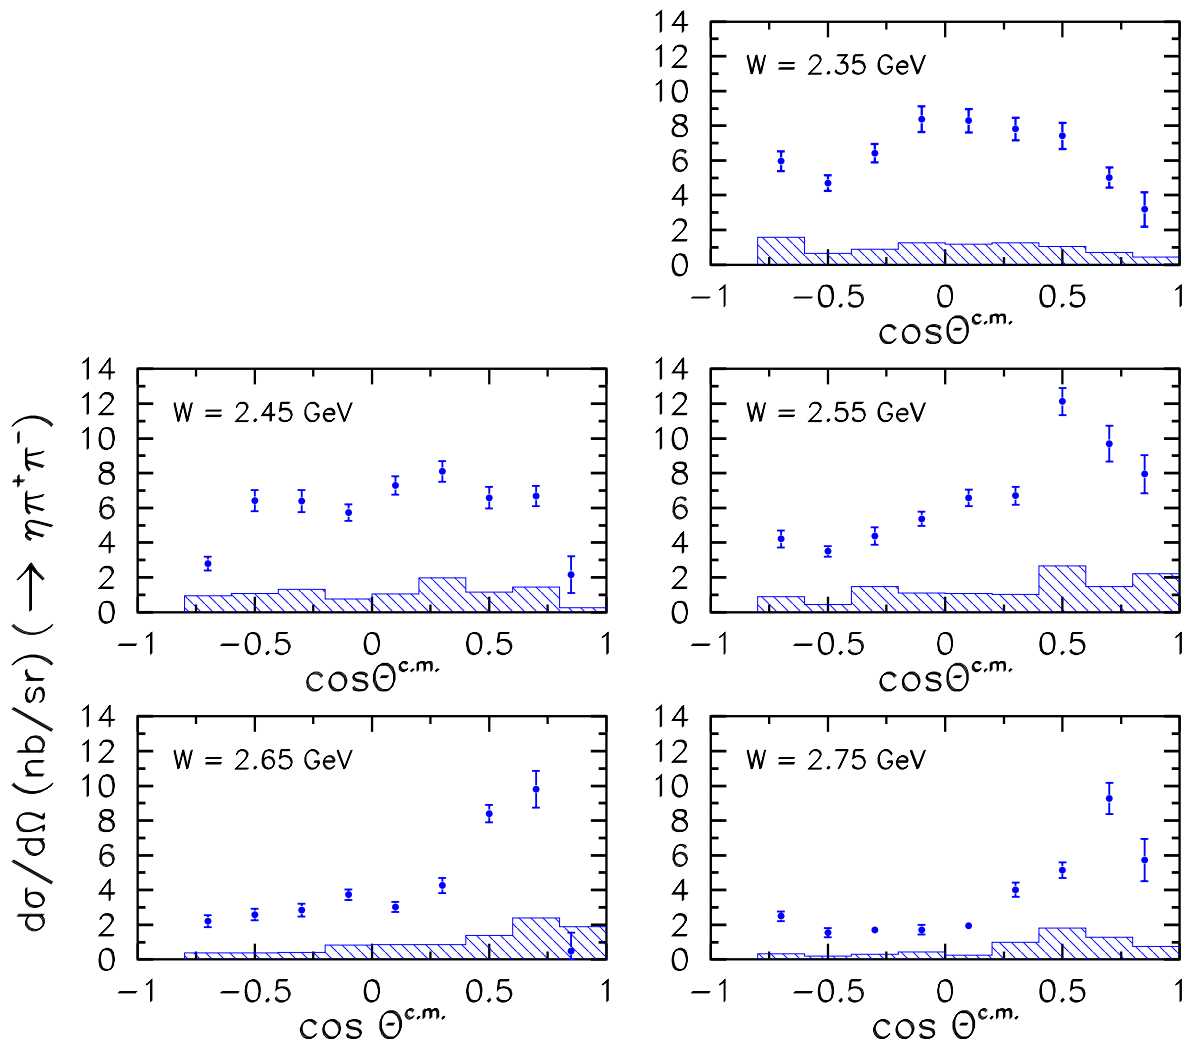 dσ/dΩ (nb/sr) ( → ηπ⁺π⁻)
W = 2.35 GeV
14
12
10
8
6
4
2
0
−1 −0.5 0 0.5 1
cosΘ^c.m.
W = 2.45 GeV
14
12
10
8
6
4
2
0
−1 −0.5 0 0.5 1
cosΘ^c.m.
W = 2.55 GeV
14
12
10
8
6
4
2
0
−1 −0.5 0 0.5 1
cosΘ^c.m.
W = 2.65 GeV
14
12
10
8
6
4
2
0
−1 −0.5 0 0.5 1
cos Θ^c.m.
W = 2.75 GeV
14
12
10
8
6
4
2
0
−1 −0.5 0 0.5 1
cos Θ^c.m.